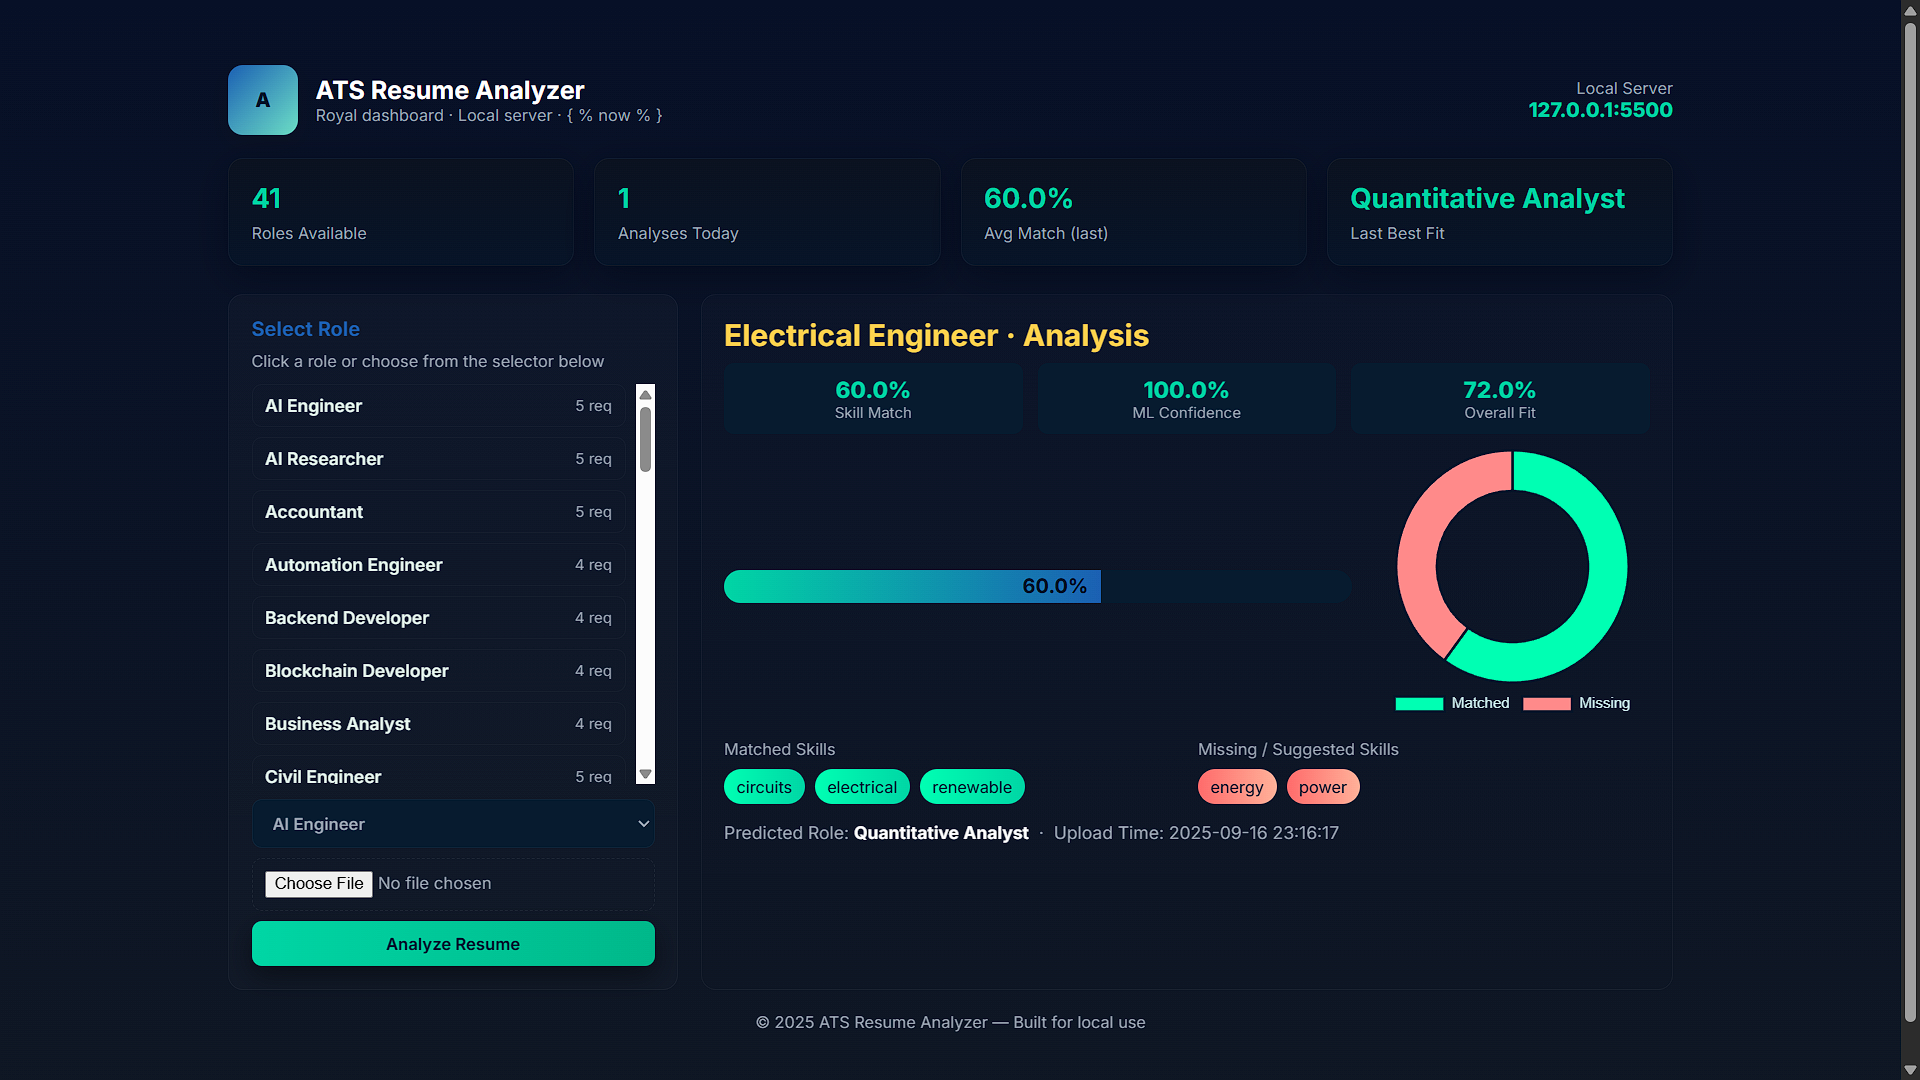 A
ATS Resume Analyzer
Royal dashboard · Local server · { % now % }
Local Server
127.0.0.1:5500
41
Roles Available
1
Analyses Today
60.0%
Avg Match (last)
Quantitative Analyst
Last Best Fit
Select Role
Click a role or choose from the selector below
AI Engineer 5 req
AI Researcher 5 req
Accountant 5 req
Automation Engineer 4 req
Backend Developer 4 req
Blockchain Developer 4 req
Business Analyst 4 req
Civil Engineer 5 req
AI Engineer
Choose File No file chosen
Analyze Resume
Electrical Engineer · Analysis
60.0%
Skill Match
100.0%
ML Confidence
72.0%
Overall Fit
60.0%
Matched Missing
Matched Skills
circuits electrical renewable
Missing / Suggested Skills
energy power
Predicted Role: Quantitative Analyst · Upload Time: 2025-09-16 23:16:17
© 2025 ATS Resume Analyzer — Built for local use